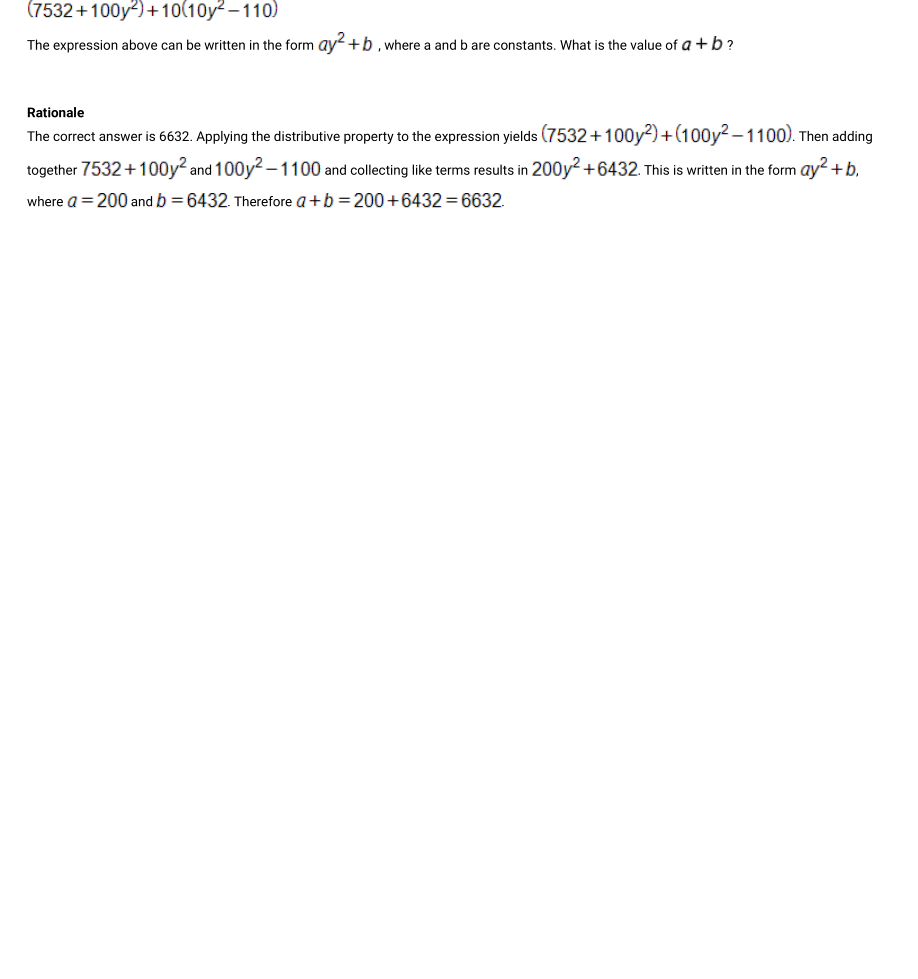 (7532+100y²)+10(10y²−110)
The expression above can be written in the form ay²+b , where a and b are constants. What is the value of a+b ?
Rationale
The correct answer is 6632. Applying the distributive property to the expression yields (7532+100y²)+(100y²−1100). Then adding
together 7532+100y² and 100y²−1100 and collecting like terms results in 200y²+6432. This is written in the form ay²+b,
where a=200 and b=6432. Therefore a+b=200+6432=6632.